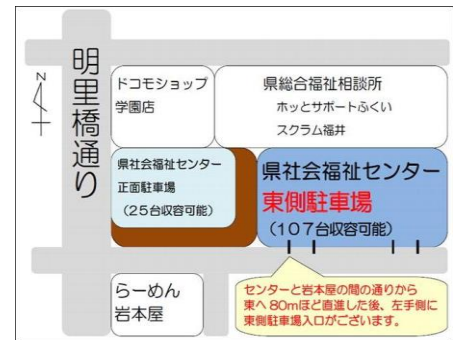 N
明里橋通り
ドコモショップ
学園店
県総合福祉相談所
ホッとサポートふくい
スクラム福井
県社会福祉センター
正面駐車場
（25台収容可能）
県社会福祉センター
東側駐車場
（107台収容可能）
らーめん
岩本屋
センターと岩本屋の間の通りから
東へ80mほど直進した後、左手側に
東側駐車場入口がございます。